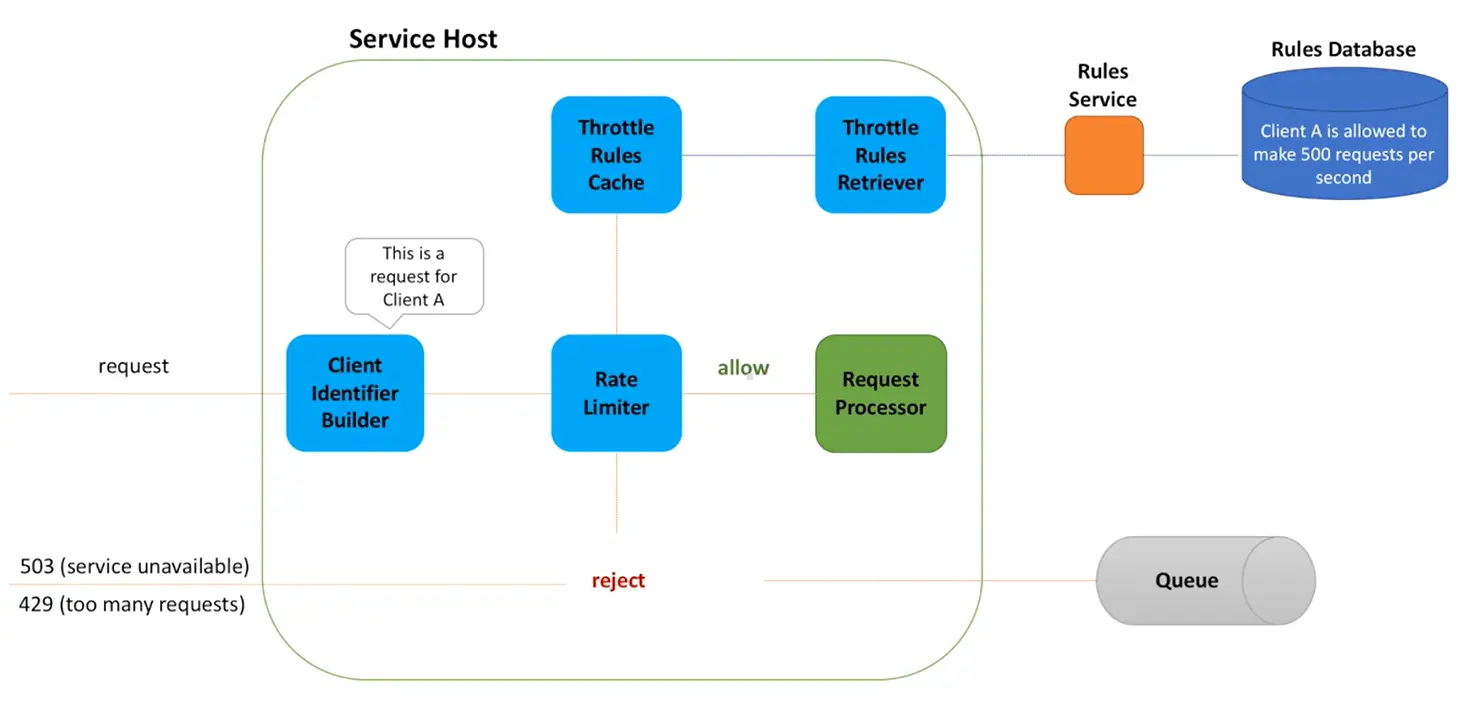 Service Host
Rules Database
Rules
Service
Throttle
Rules
Cache
Throttle
Rules
Retriever
Client A is allowed to
make 500 requests per
second
This is a
request for
Client A
request
Client
Identifier
Builder
Rate
Limiter
allow
Request
Processor
503 (service unavailable)
429 (too many requests)
reject
Queue